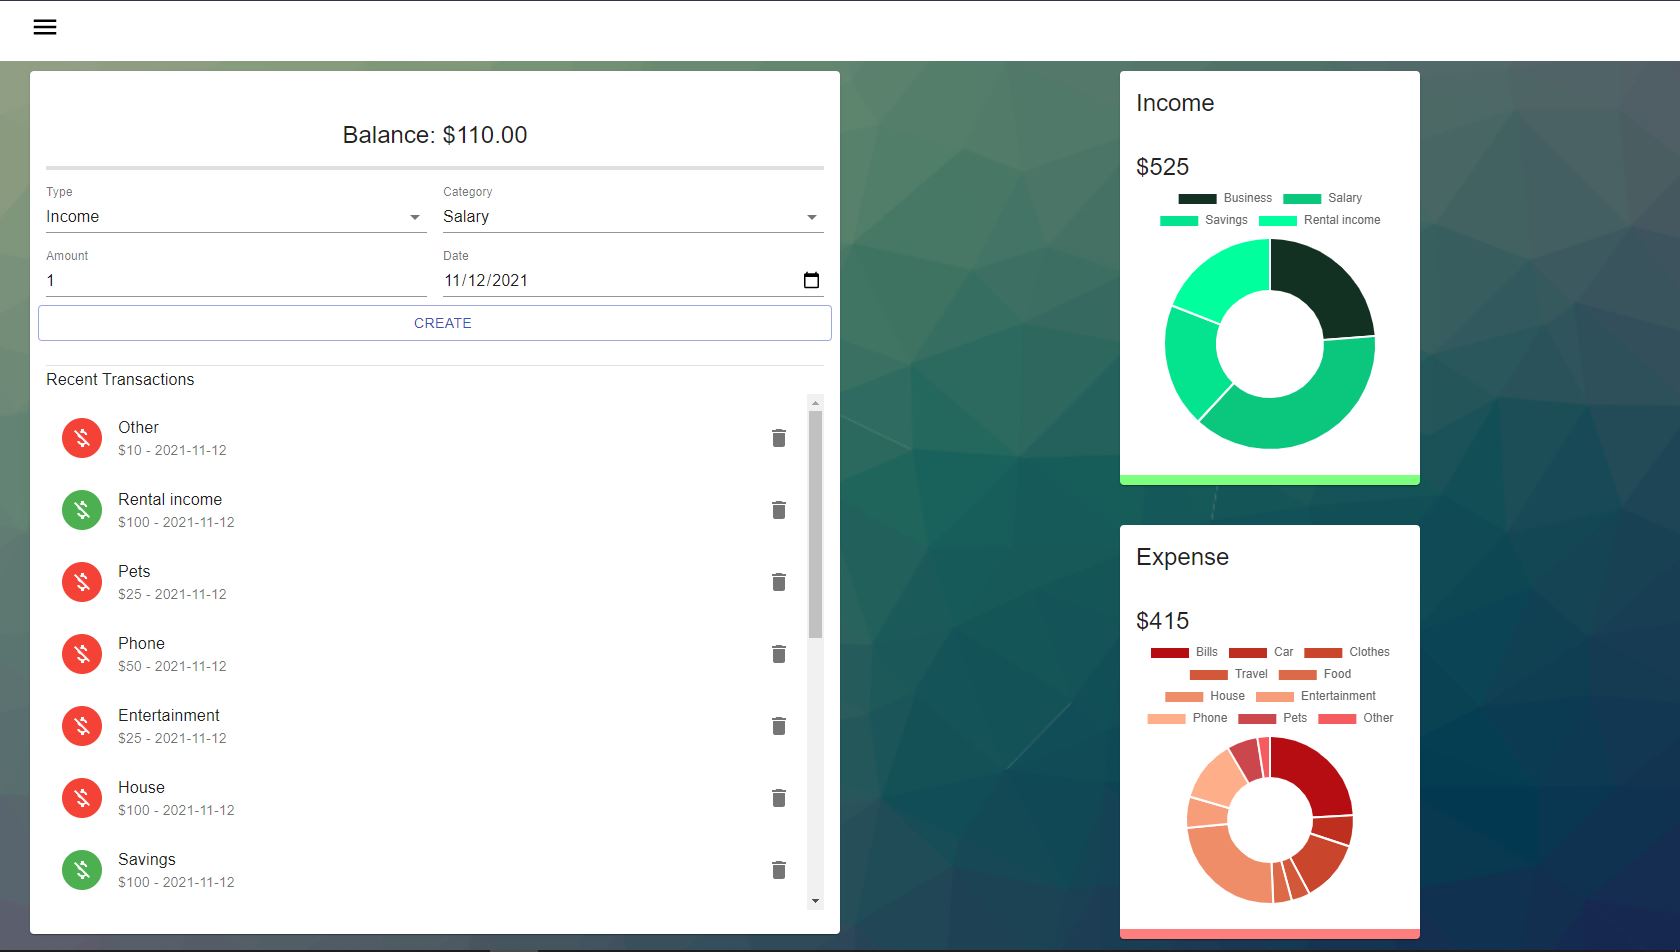 Balance: $110.00
Type
Category
Income
Salary
Amount
Date
1
11/12/2021
CREATE
Recent Transactions
Other
$10 - 2021-11-12
Rental income
$100 - 2021-11-12
Pets
$25 - 2021-11-12
Phone
$50 - 2021-11-12
Entertainment
$25 - 2021-11-12
House
$100 - 2021-11-12
Savings
$100 - 2021-11-12
Income
$525
Business Salary
Savings Rental income
Expense
$415
Bills Car Clothes
Travel Food
House Entertainment
Phone Pets Other